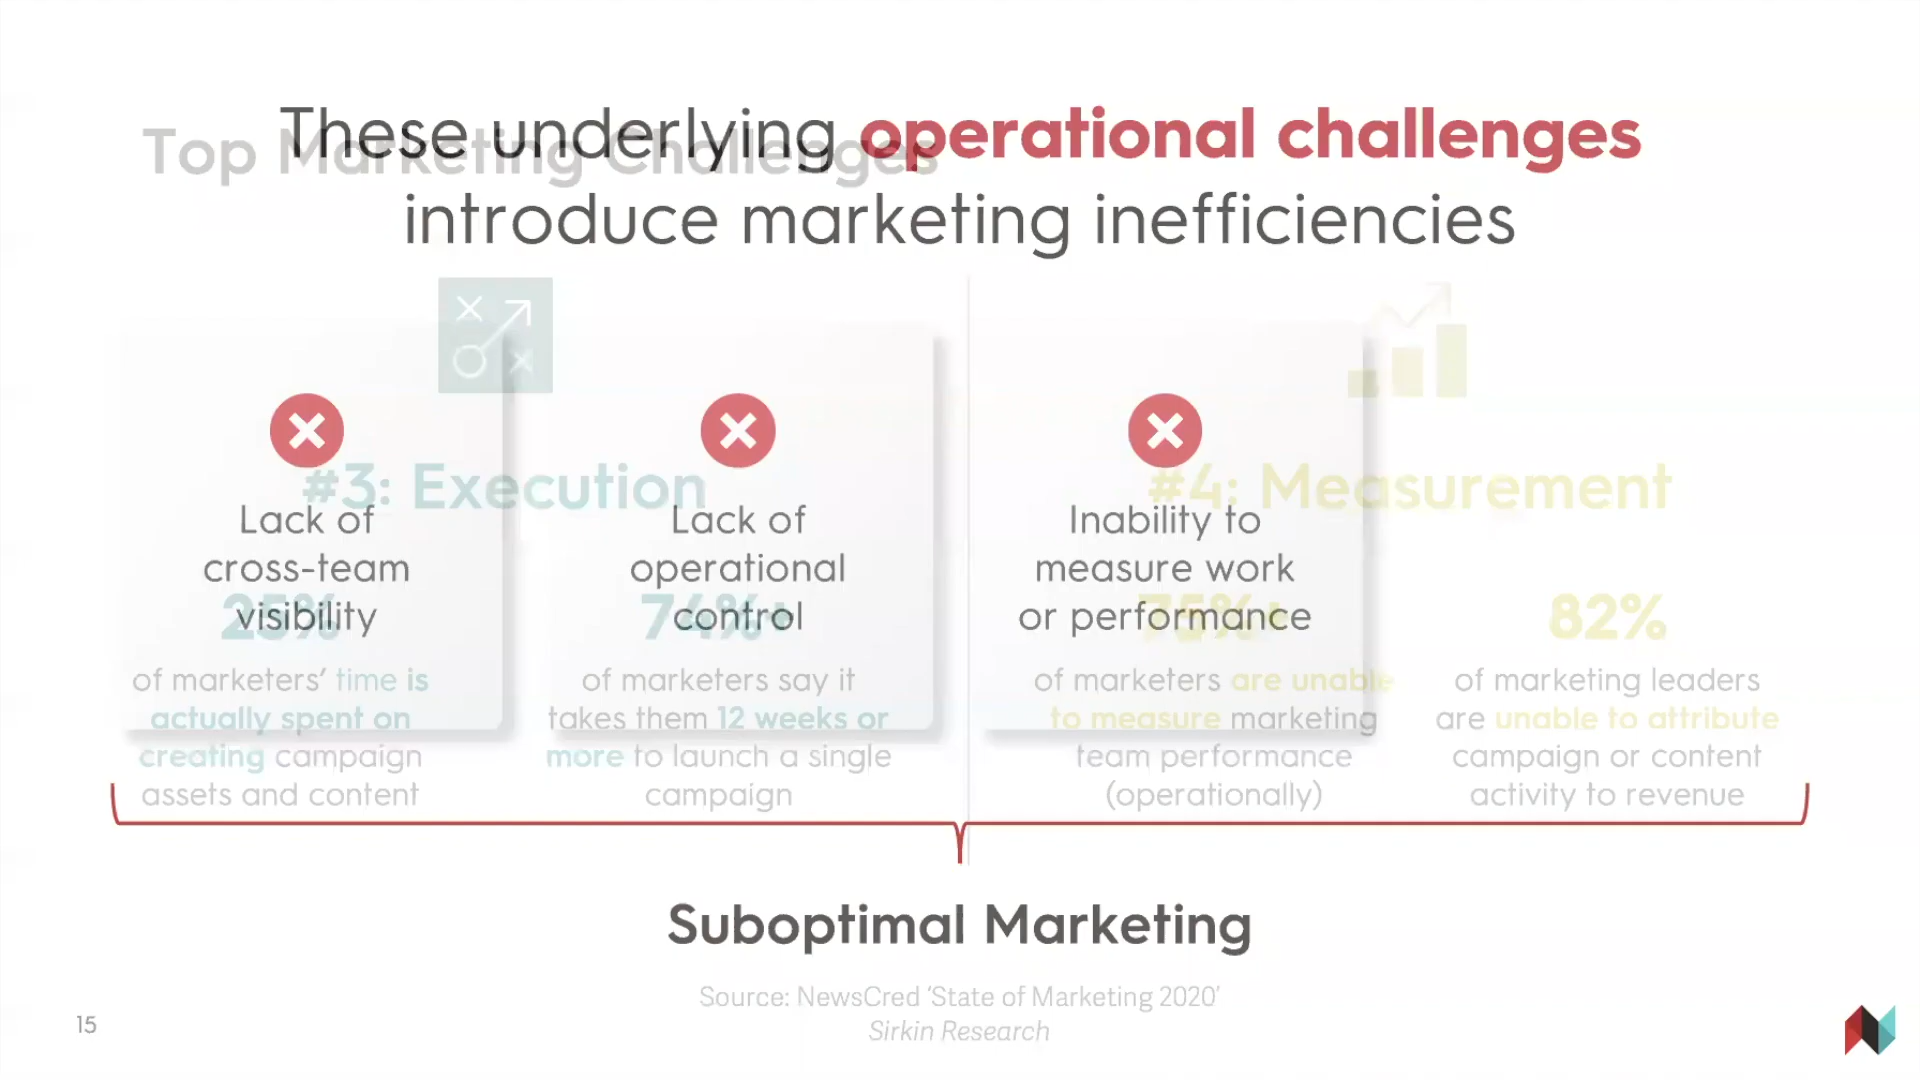 These underlying operational challenges
introduce marketing inefficiencies
Top Marketing Challenges
Lack of
cross-team
visibility
Lack of
operational
control
Inability to
measure work
or performance
#3: Execution
25%
of marketers' time is
actually spent on
creating campaign
assets and content
74%+
of marketers say it
takes them 12 weeks or
more to launch a single
campaign
#4: Measurement
75%+
of marketers are unable
to measure marketing
team performance
(operationally)
82%
of marketing leaders
are unable to attribute
campaign or content
activity to revenue
Suboptimal Marketing
Source: NewsCred 'State of Marketing 2020'
Sirkin Research
15